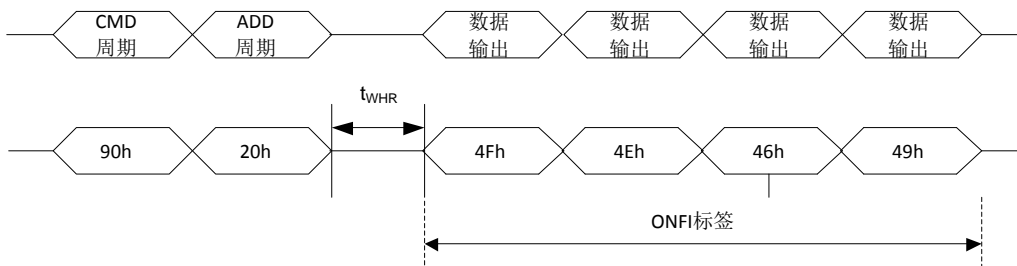 CMD
周期
ADD
周期
数据
输出
数据
输出
数据
输出
数据
输出
tWHR
90h
20h
4Fh
4Eh
46h
49h
ONFI标签